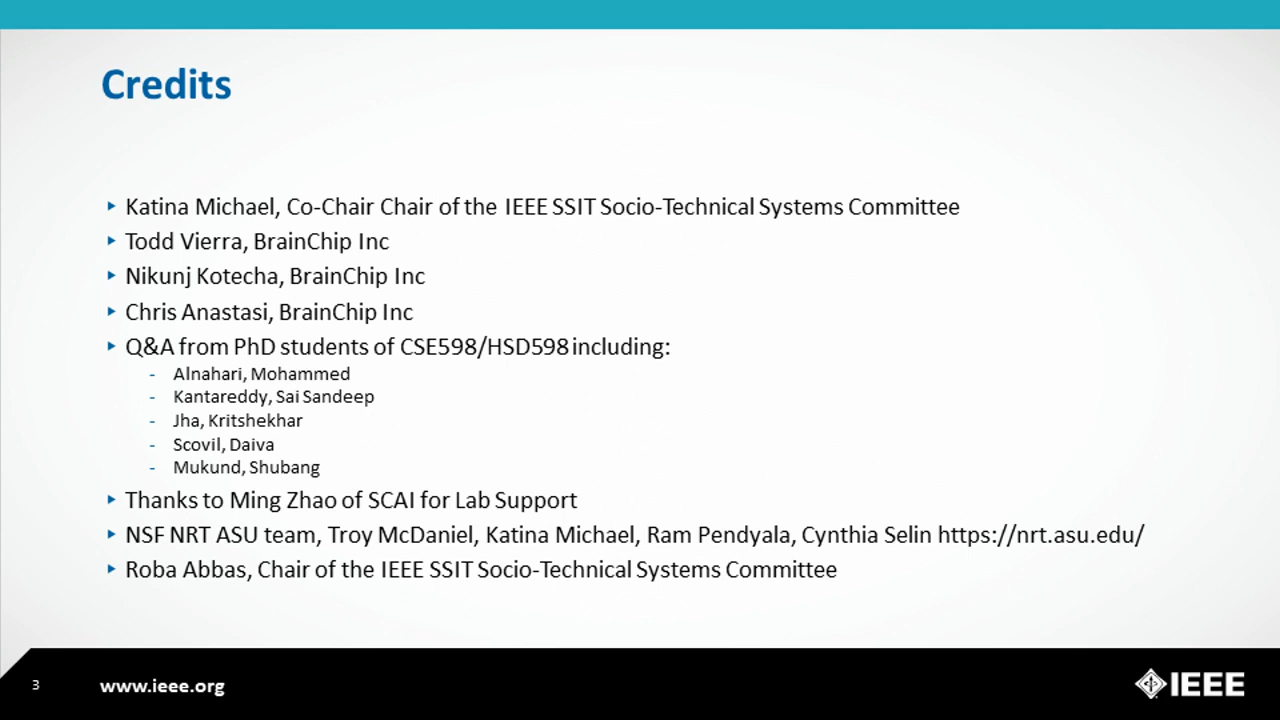 Credits
‣ Katina Michael, Co-Chair Chair of the IEEE SSIT Socio-Technical Systems Committee
‣ Todd Vierra, BrainChip Inc
‣ Nikunj Kotecha, BrainChip Inc
‣ Chris Anastasi, BrainChip Inc
‣ Q&A from PhD students of CSE598/HSD598 including:
- Alnahari, Mohammed
- Kantareddy, Sai Sandeep
- Jha, Kritshekhar
- Scovil, Daiva
- Mukund, Shubang
‣ Thanks to Ming Zhao of SCAI for Lab Support
‣ NSF NRT ASU team, Troy McDaniel, Katina Michael, Ram Pendyala, Cynthia Selin https://nrt.asu.edu/
‣ Roba Abbas, Chair of the IEEE SSIT Socio-Technical Systems Committee
3
www.ieee.org
IEEE